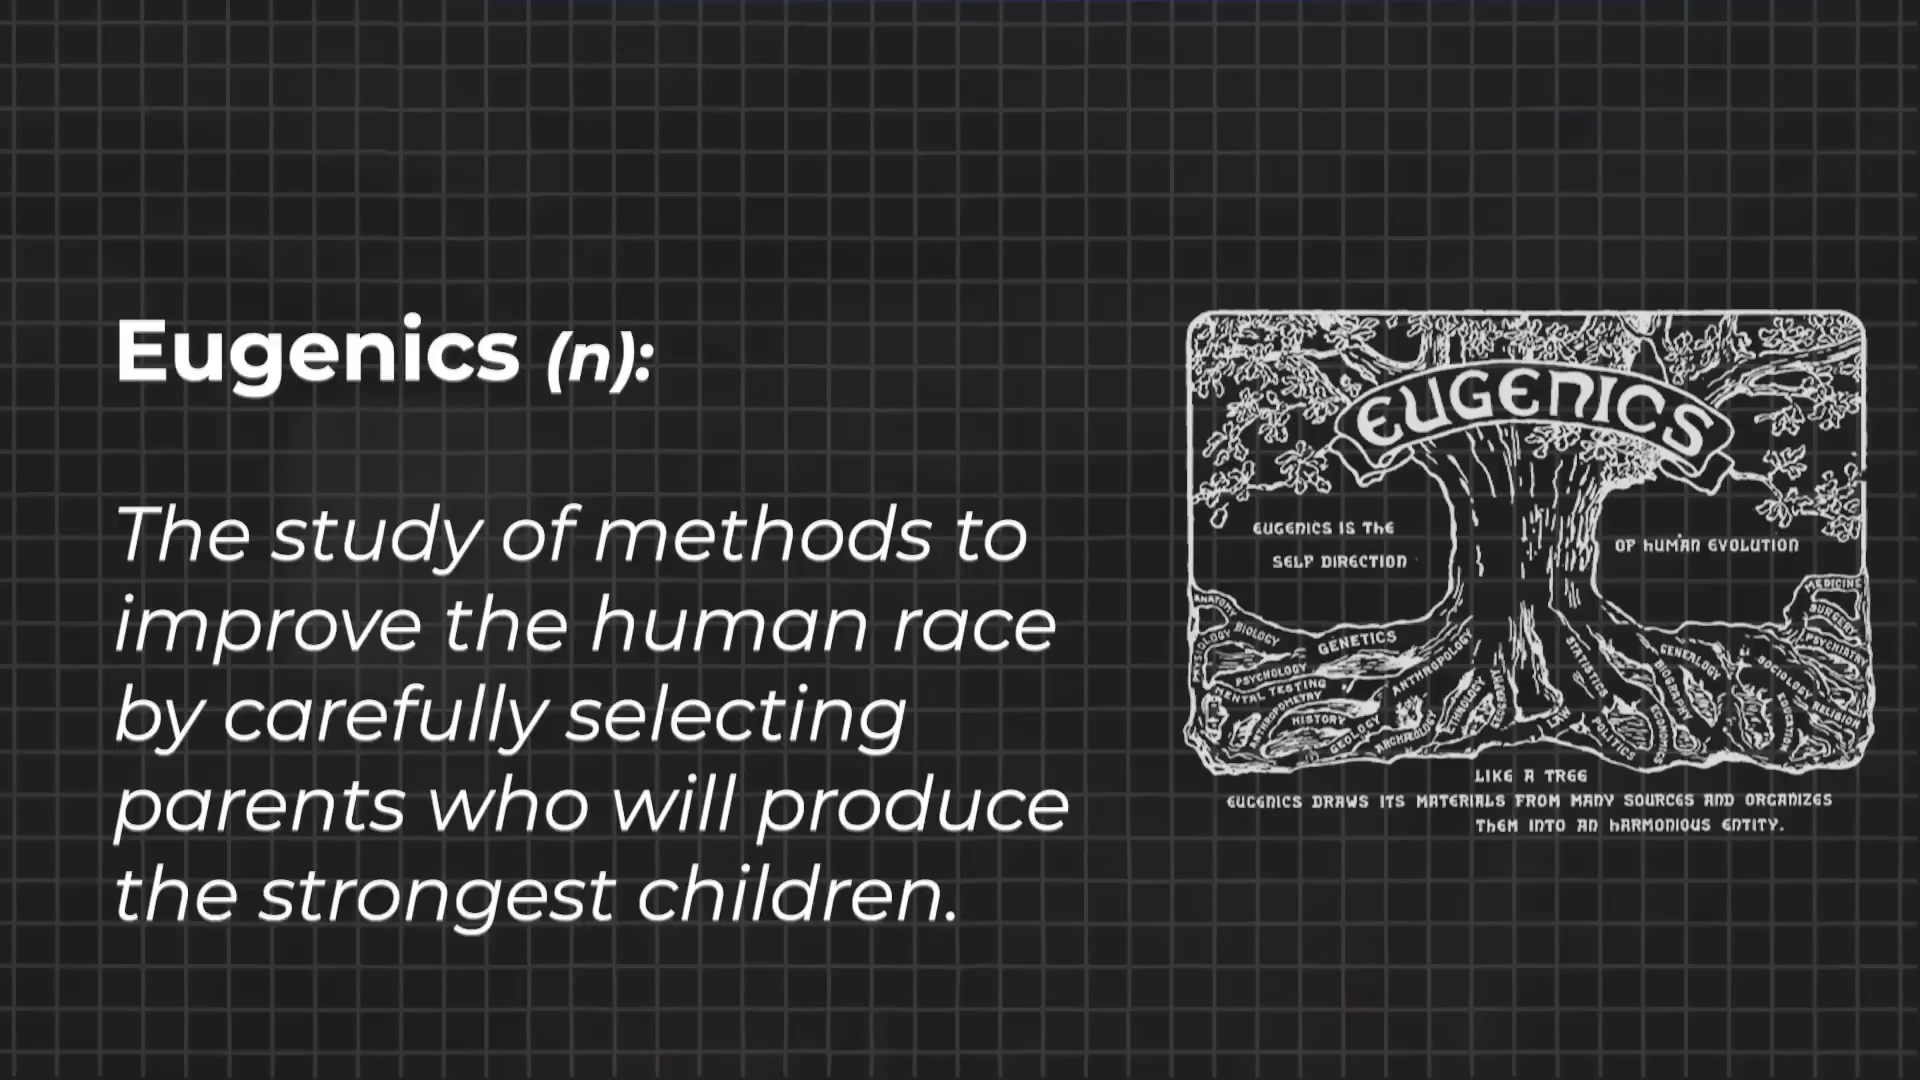 Eugenics (n):
The study of methods to
improve the human race
by carefully selecting
parents who will produce
the strongest children.
EUGENICS
EUGENICS IS THE
SELF DIRECTION
OF HUMAN EVOLUTION
ANATOMY
PHYSIOLOGY
BIOLOGY
GENETICS
PSYCHOLOGY
MENTAL TESTING
ANTHROPOMETRY
HISTORY
GEOLOGY
ANTHROPOLOGY
ARCHÆOLOGY
ETHNOLOGY
LAW
STATISTICS
POLITICS
ECONOMICS
BIOGRAPHY
GENEALOGY
EDUCATION
SOCIOLOGY
RELIGION
PSYCHIATRY
SURGERY
MEDICINE
LIKE A TREE
EUGENICS DRAWS ITS MATERIALS FROM MANY SOURCES AND ORGANIZES
THEM INTO AN HARMONIOUS ENTITY.